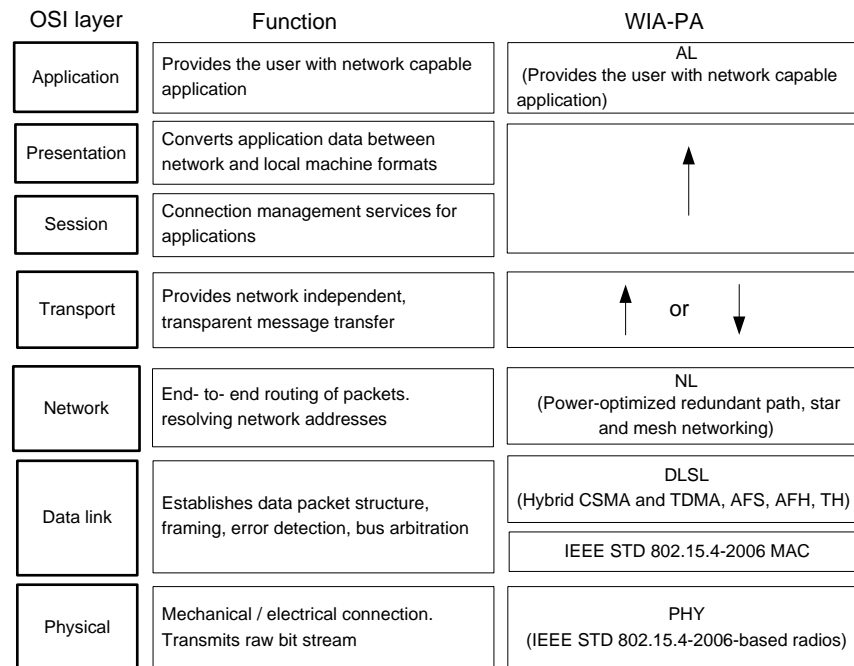 OSI layer
Function
WIA-PA
Application
Provides the user with network capable
application
AL
(Provides the user with network capable
application)
Presentation
Converts application data between
network and local machine formats
Session
Connection management services for
applications
Transport
Provides network independent,
transparent message transfer
or
Network
End- to- end routing of packets.
resolving network addresses
NL
(Power-optimized redundant path, star
and mesh networking)
Data link
Establishes data packet structure,
framing, error detection, bus arbitration
DLSL
(Hybrid CSMA and TDMA, AFS, AFH, TH)
IEEE STD 802.15.4-2006 MAC
Physical
Mechanical / electrical connection.
Transmits raw bit stream
PHY
(IEEE STD 802.15.4-2006-based radios)